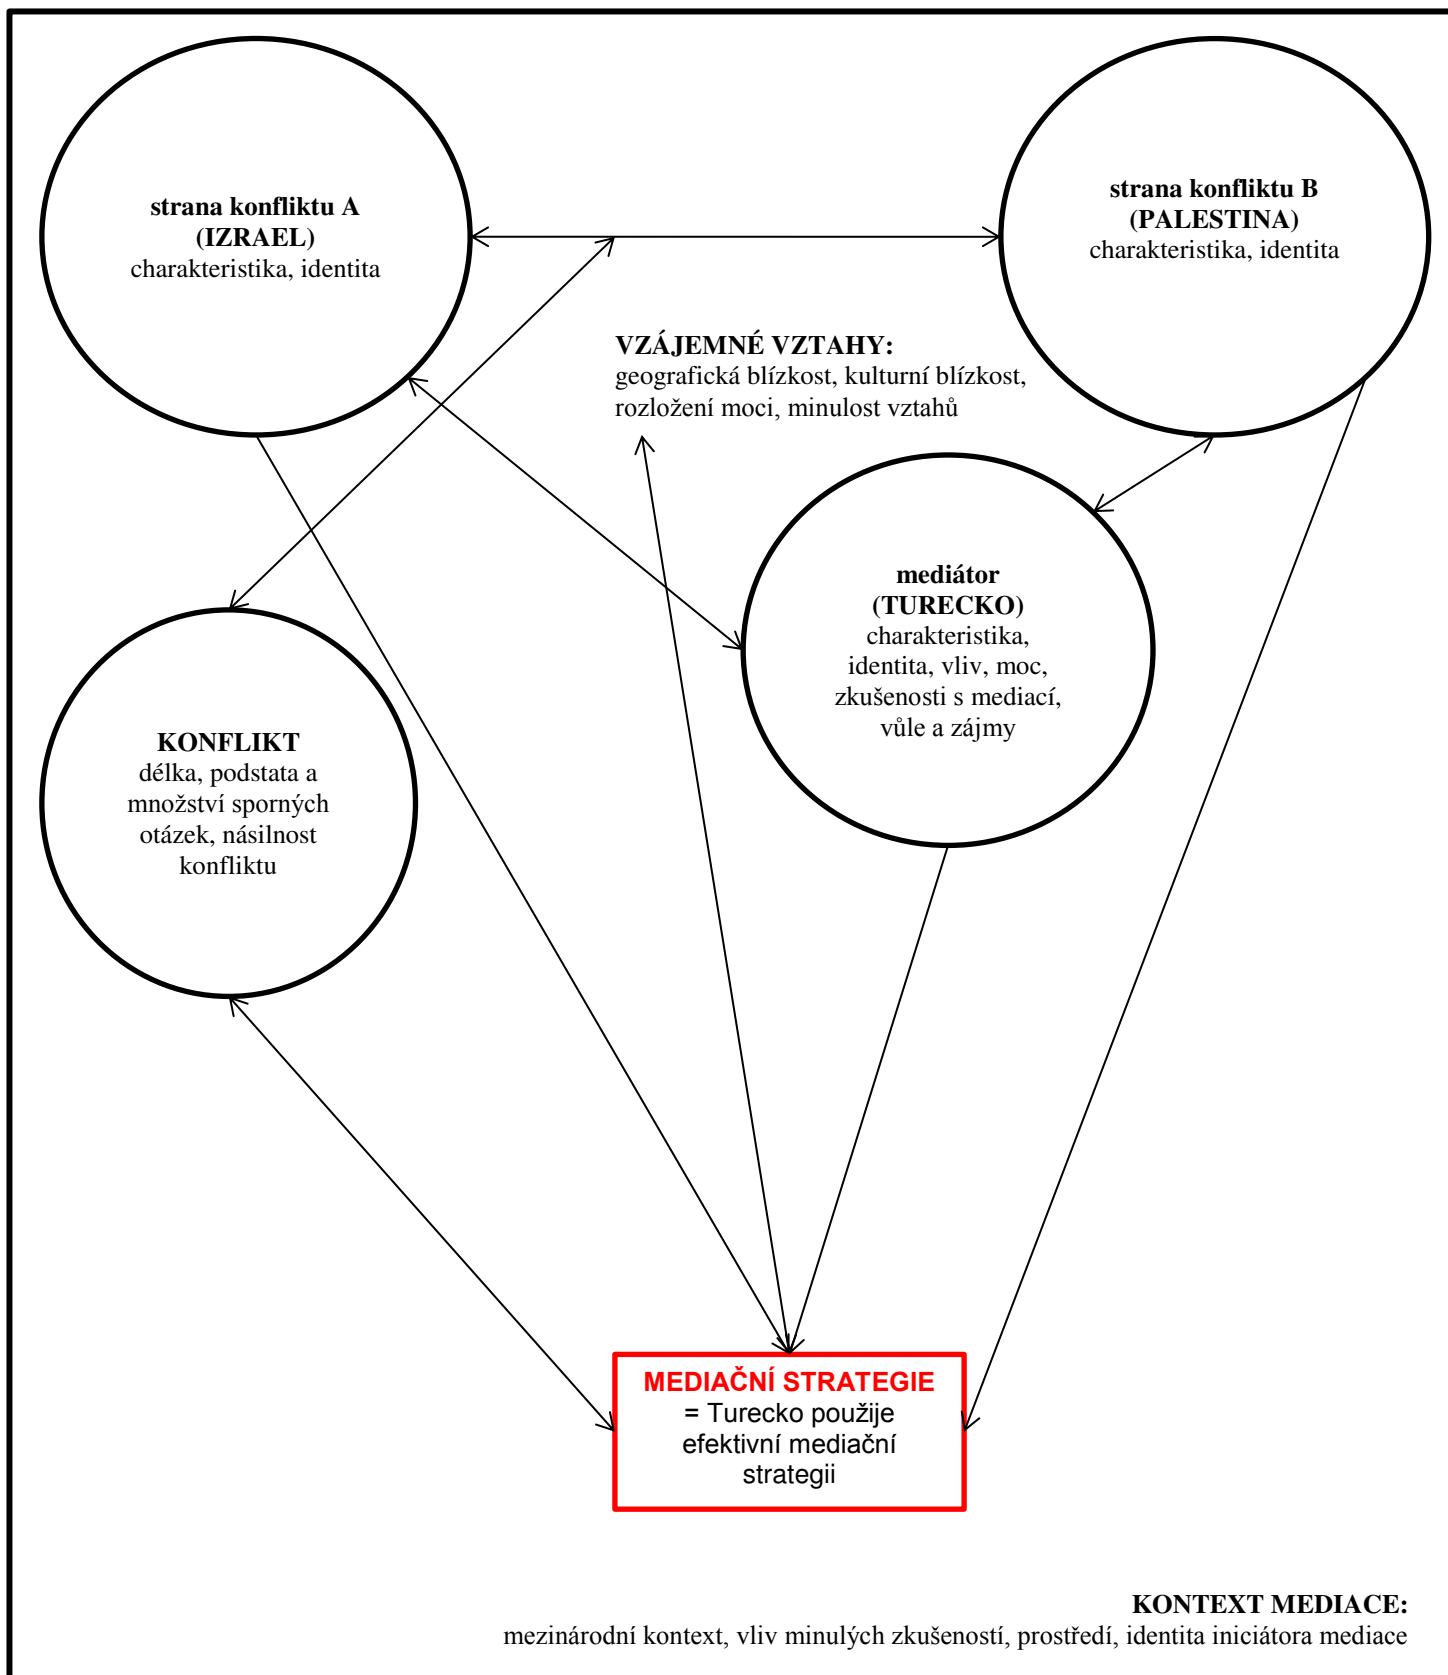 strana konfliktu A
(IZRAEL)
charakteristika, identita
strana konfliktu B
(PALESTINA)
charakteristika, identita
VZÁJEMNÉ VZTAHY:
geografická blízkost, kulturní blízkost,
rozložení moci, minulost vztahů
mediátor
(TURECKO)
charakteristika,
identita, vliv, moc,
zkušenosti s mediací,
vůle a zájmy
KONFLIKT
délka, podstata a
množství sporných
otázek, násilnost
konfliktu
MEDIAČNÍ STRATEGIE
= Turecko použije
efektivní mediační
strategii
KONTEXT MEDIACE:
mezinárodní kontext, vliv minulých zkušeností, prostředí, identita iniciátora mediace